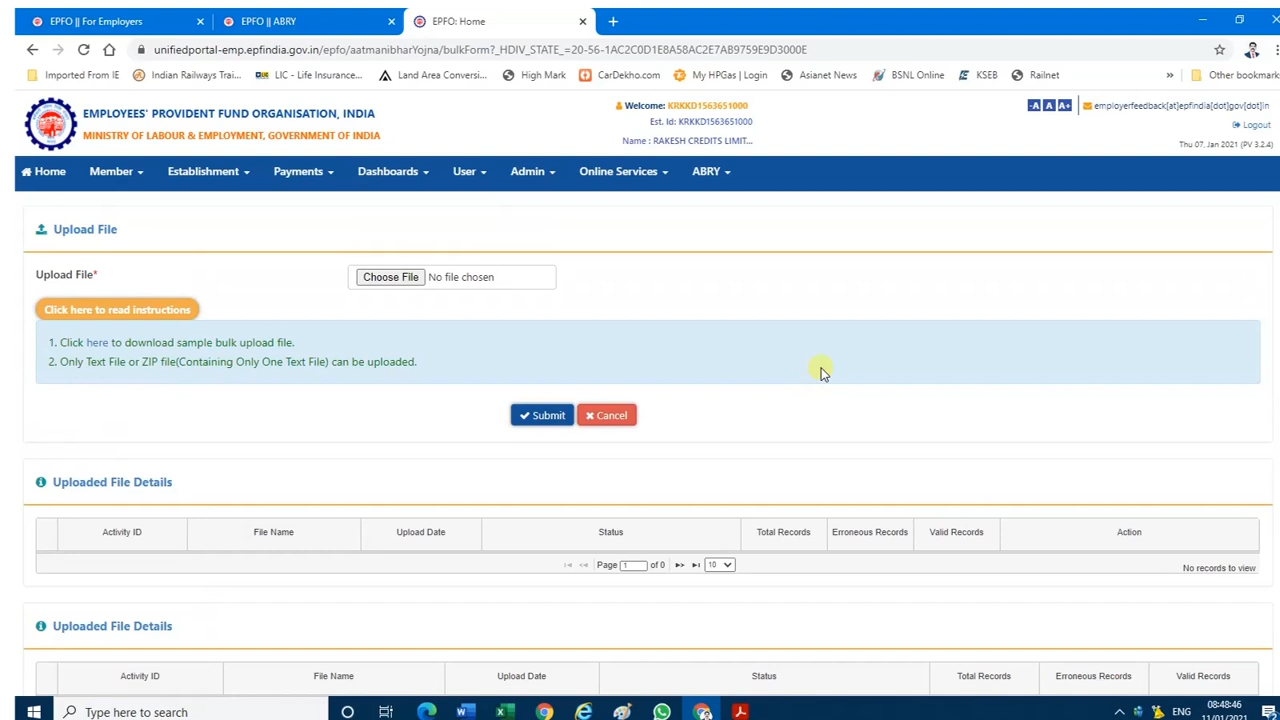 EPFO || For Employers
EPFO || ABRY
EPFO: Home
unifiedportal-emp.epfindia.gov.in/epfo/aatmanibharYojna/bulkForm?_HDIV_STATE_=20-56-1AC2C0D1E8A58AC2E7AB9759E9D3000E
Imported From IE Indian Railways Trai... LIC - Life Insurance... Land Area Conversi... High Mark CarDekho.com My HPGas | Login Asianet News BSNL Online KSEB Railnet » Other bookmark
EMPLOYEES' PROVIDENT FUND ORGANISATION, INDIA
MINISTRY OF LABOUR & EMPLOYMENT, GOVERNMENT OF INDIA
Welcome: KRKKD1563651000
Est. Id: KRKKD1563651000
Name : RAKESH CREDITS LIMIT...
-A A A+ employerfeedback[at]epfindia[dot]gov[dot]in
Logout
Thu 07, Jan 2021 (PV 3.2.4)
Home Member Establishment Payments Dashboards User Admin Online Services ABRY
Upload File
Upload File* Choose File No file chosen
Click here to read instructions
1. Click here to download sample bulk upload file.
2. Only Text File or ZIP file(Containing Only One Text File) can be uploaded.
Submit Cancel
Uploaded File Details
Activity ID File Name Upload Date Status Total Records Erroneous Records Valid Records Action
Page 1 of 0 10 No records to view
Uploaded File Details
Activity ID File Name Upload Date Status Total Records Erroneous Records Valid Records
Type here to search
ENG
08:48:46
11/01/2021